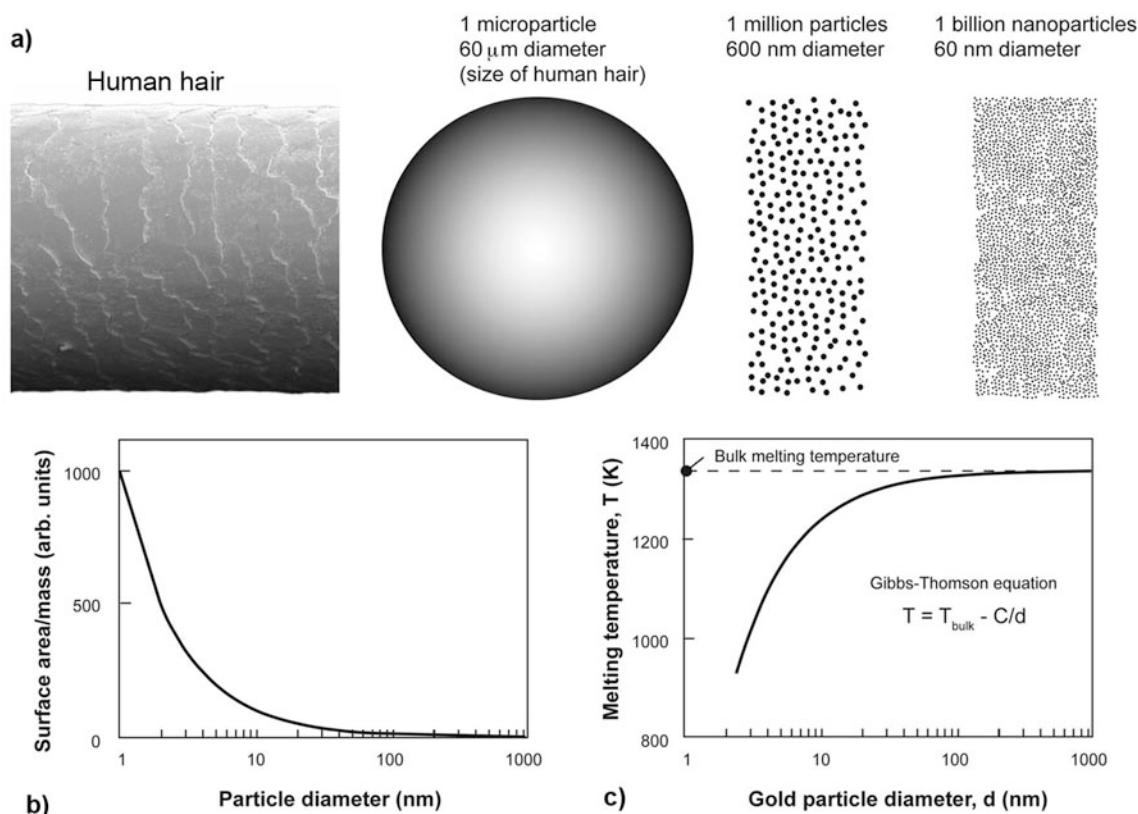 a)
Human hair
1 microparticle
60 μm diameter
(size of human hair)
1 million particles
600 nm diameter
1 billion nanoparticles
60 nm diameter
Surface area/mass (arb. units)
1000
500
0
1
10
100
1000
Particle diameter (nm)
b)
Melting temperature, T (K)
1400
1200
1000
800
Bulk melting temperature
Gibbs-Thomson equation
T = T_bulk - C/d
1
10
100
1000
Gold particle diameter, d (nm)
c)